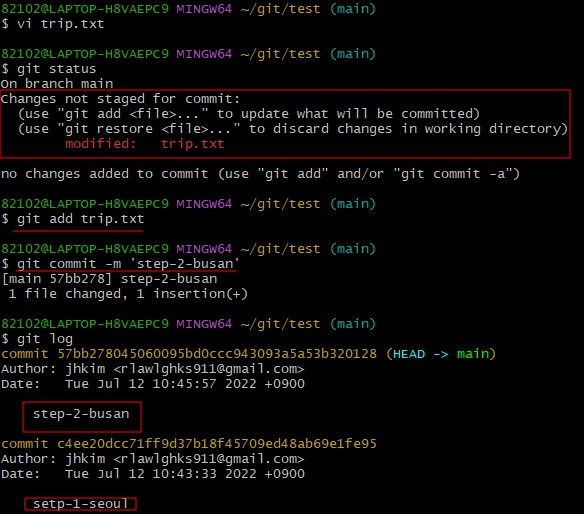 82102@LAPTOP-H8VAEPC9 MINGW64 ~/git/test (main)
$ vi trip.txt
82102@LAPTOP-H8VAEPC9 MINGW64 ~/git/test (main)
$ git status
On branch main
Changes not staged for commit:
(use "git add <file>..." to update what will be committed)
(use "git restore <file>..." to discard changes in working directory)
modified: trip.txt
no changes added to commit (use "git add" and/or "git commit -a")
82102@LAPTOP-H8VAEPC9 MINGW64 ~/git/test (main)
$ git add trip.txt
82102@LAPTOP-H8VAEPC9 MINGW64 ~/git/test (main)
$ git commit -m 'step-2-busan'
[main 57bb278] step-2-busan
1 file changed, 1 insertion(+)
82102@LAPTOP-H8VAEPC9 MINGW64 ~/git/test (main)
$ git log
commit 57bb278045060095bd0ccc943093a5a53b320128 (HEAD -> main)
Author: jhkim <rlawlghks911@gmail.com>
Date: Tue Jul 12 10:45:57 2022 +0900
step-2-busan
commit c4ee20dcc71ff9d37b18f45709ed48ab69e1fe95
Author: jhkim <rlawlghks911@gmail.com>
Date: Tue Jul 12 10:43:33 2022 +0900
setp-1-seoul